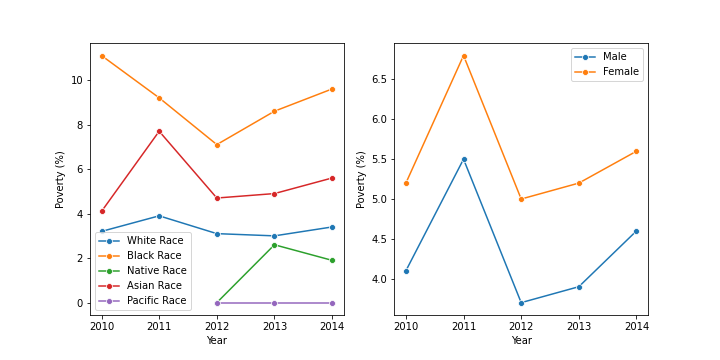 10
8
6
4
2
0
Poverty (%)
White Race
Black Race
Native Race
Asian Race
Pacific Race
2010 2011 2012 2013 2014
Year
6.5
6.0
5.5
5.0
4.5
4.0
Poverty (%)
Male
Female
2010 2011 2012 2013 2014
Year